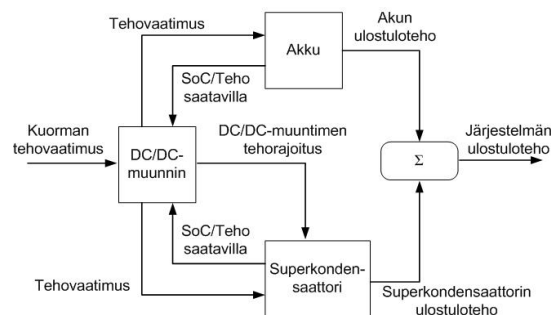 Tehovaatimus
Akku
Akun
ulostuloteho
SoC/Teho
saatavilla
Kuorman
tehovaatimus
DC/DC-
muunnin
DC/DC-muuntimen
tehorajoitus
Σ
Järjestelmän
ulostuloteho
SoC/Teho
saatavilla
Tehovaatimus
Superkonden-
saattori
Superkondensaattorin
ulostuloteho